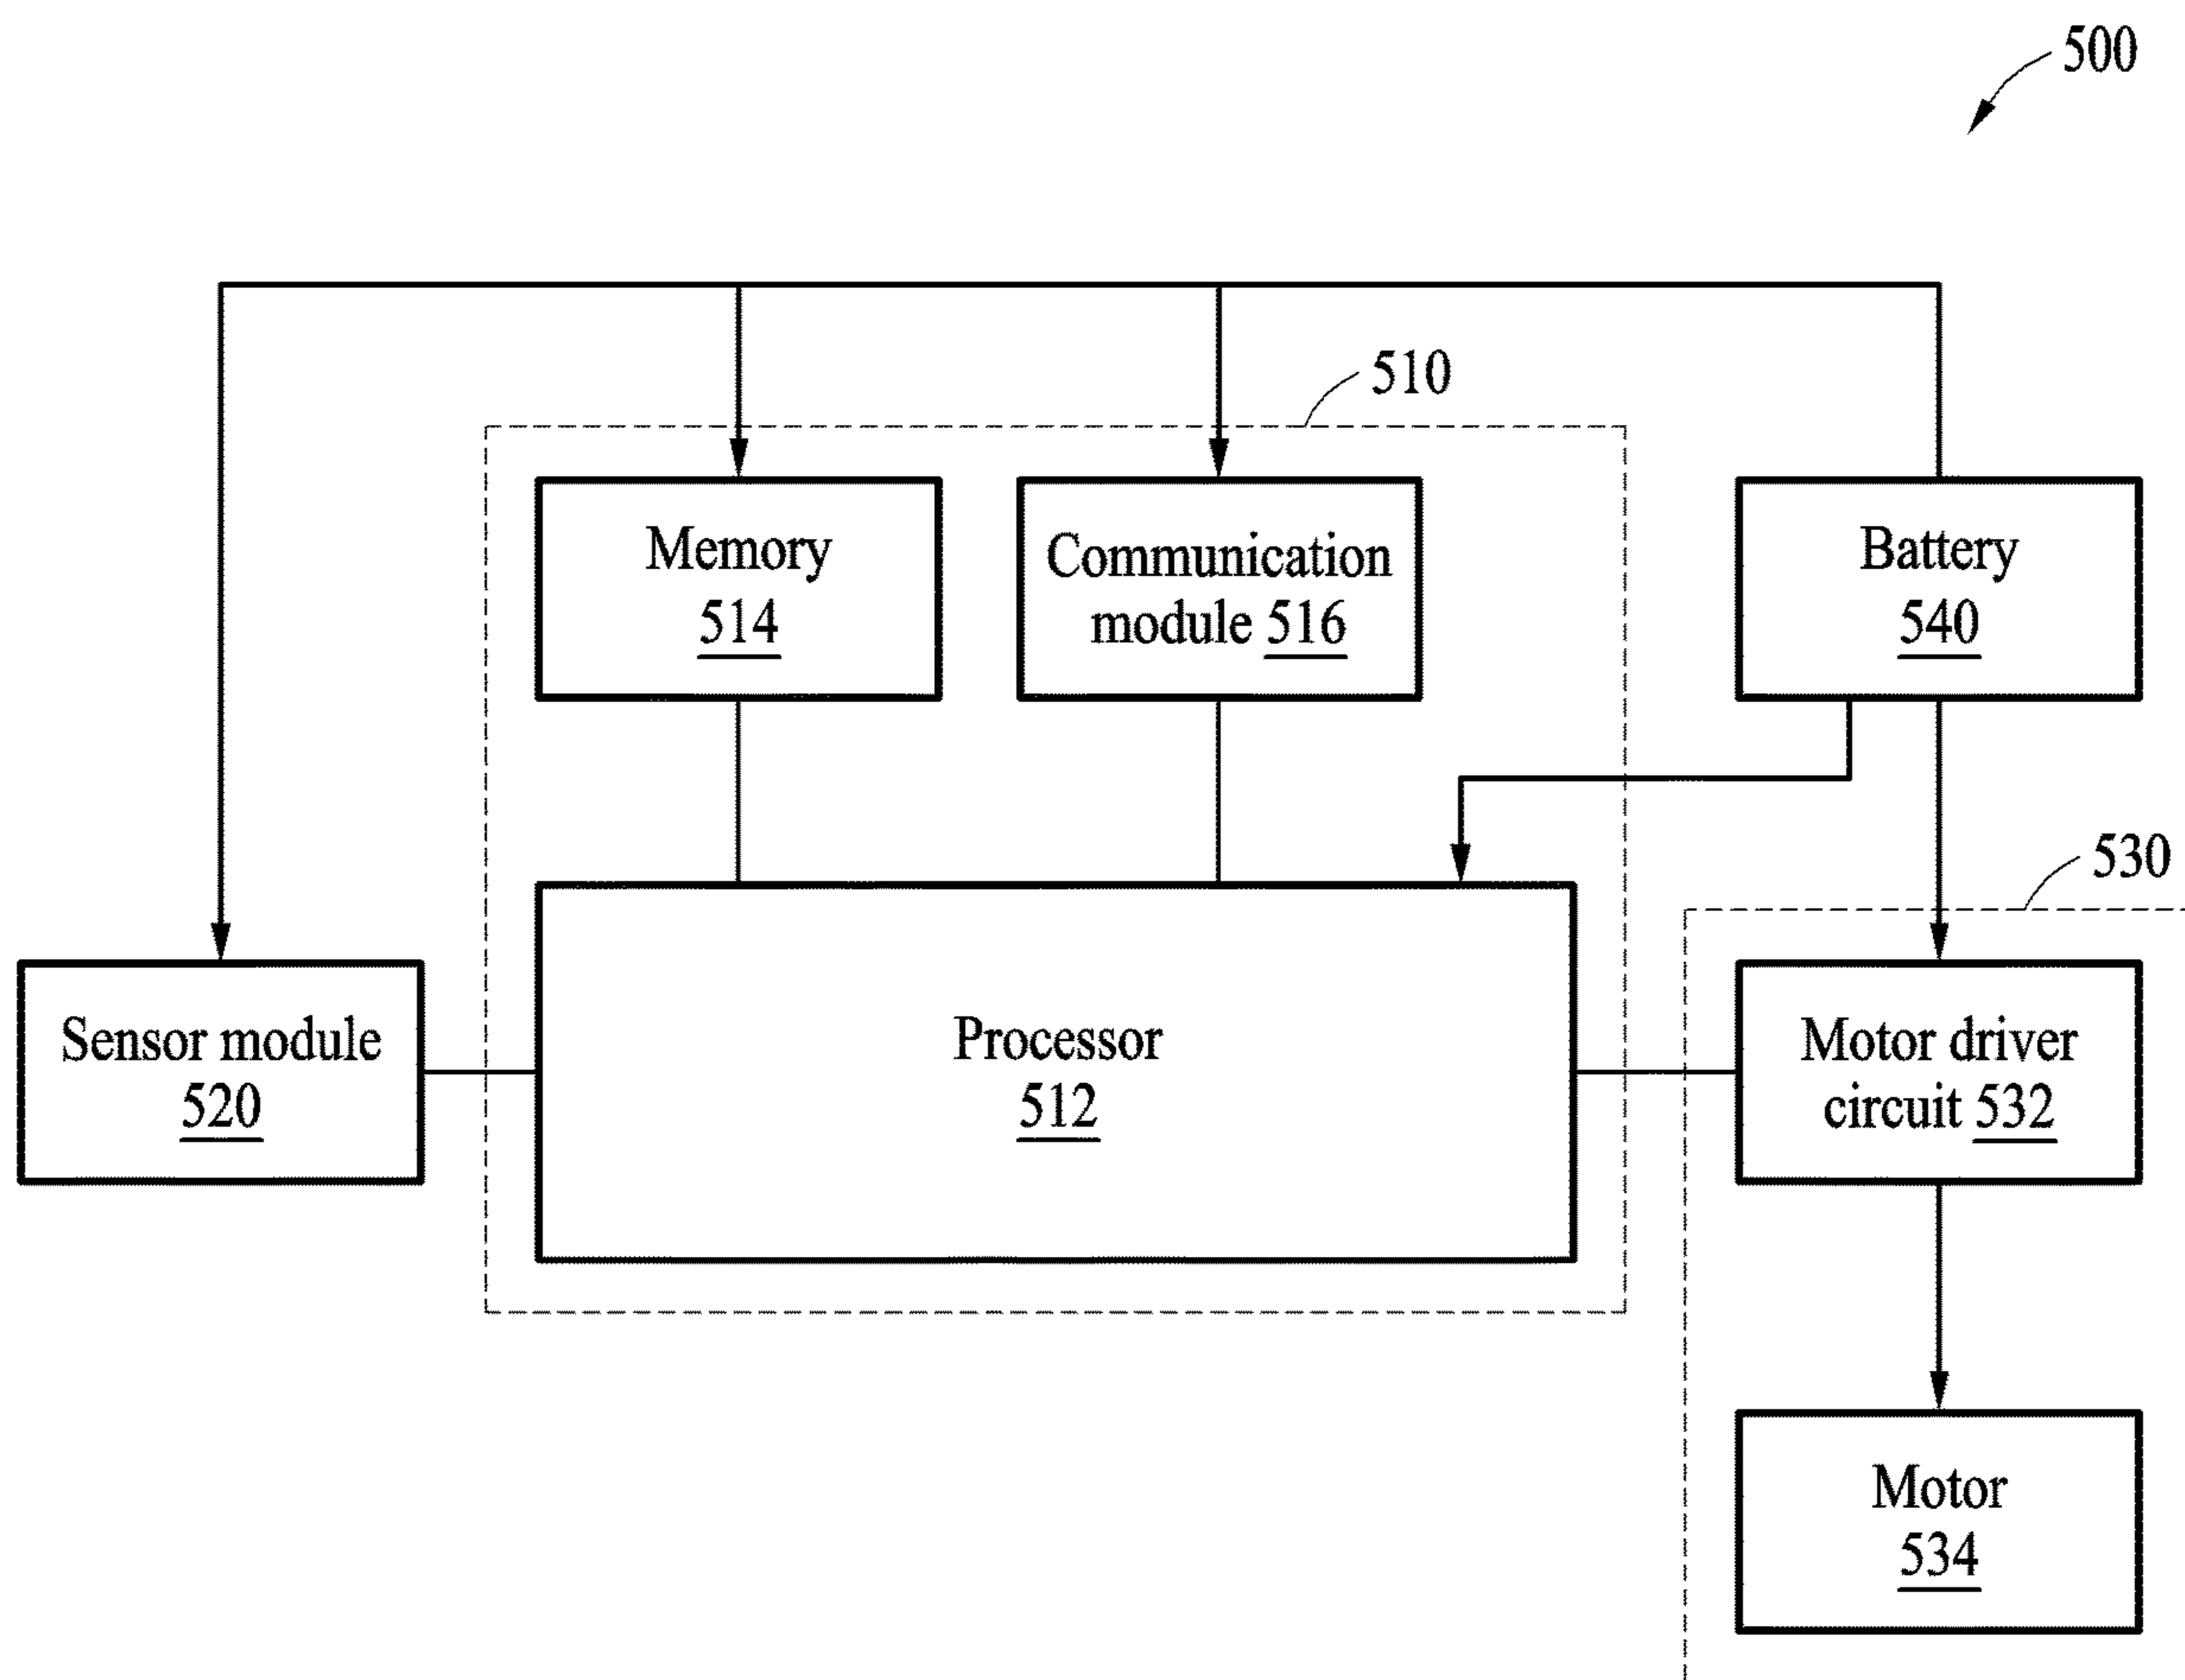 500
510
Memory
514
Communication
module 516
Battery
540
530
Sensor module
520
Processor
512
Motor driver
circuit 532
Motor
534